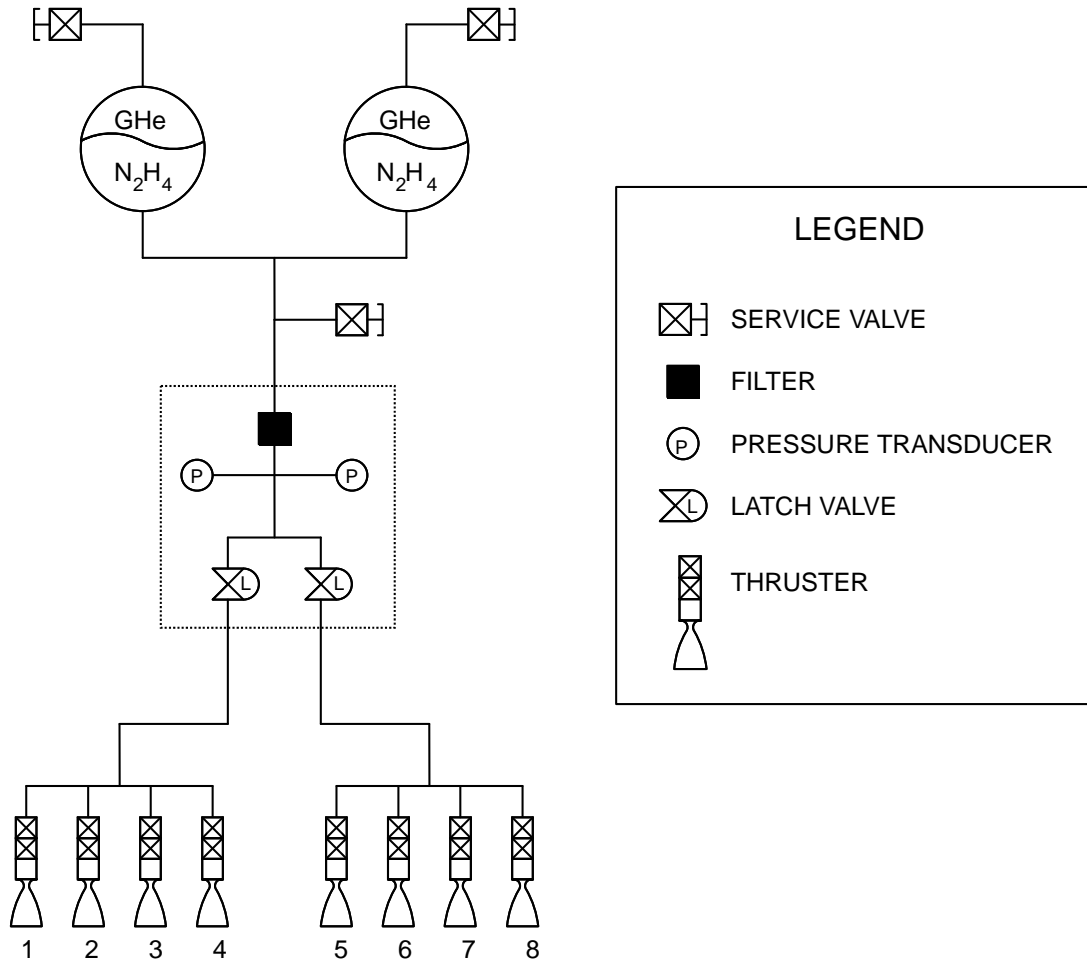 GHe
N2H4
GHe
N2H4
P
P
L
L
1 2 3 4 5 6 7 8
LEGEND
SERVICE VALVE
FILTER
P PRESSURE TRANSDUCER
L LATCH VALVE
THRUSTER